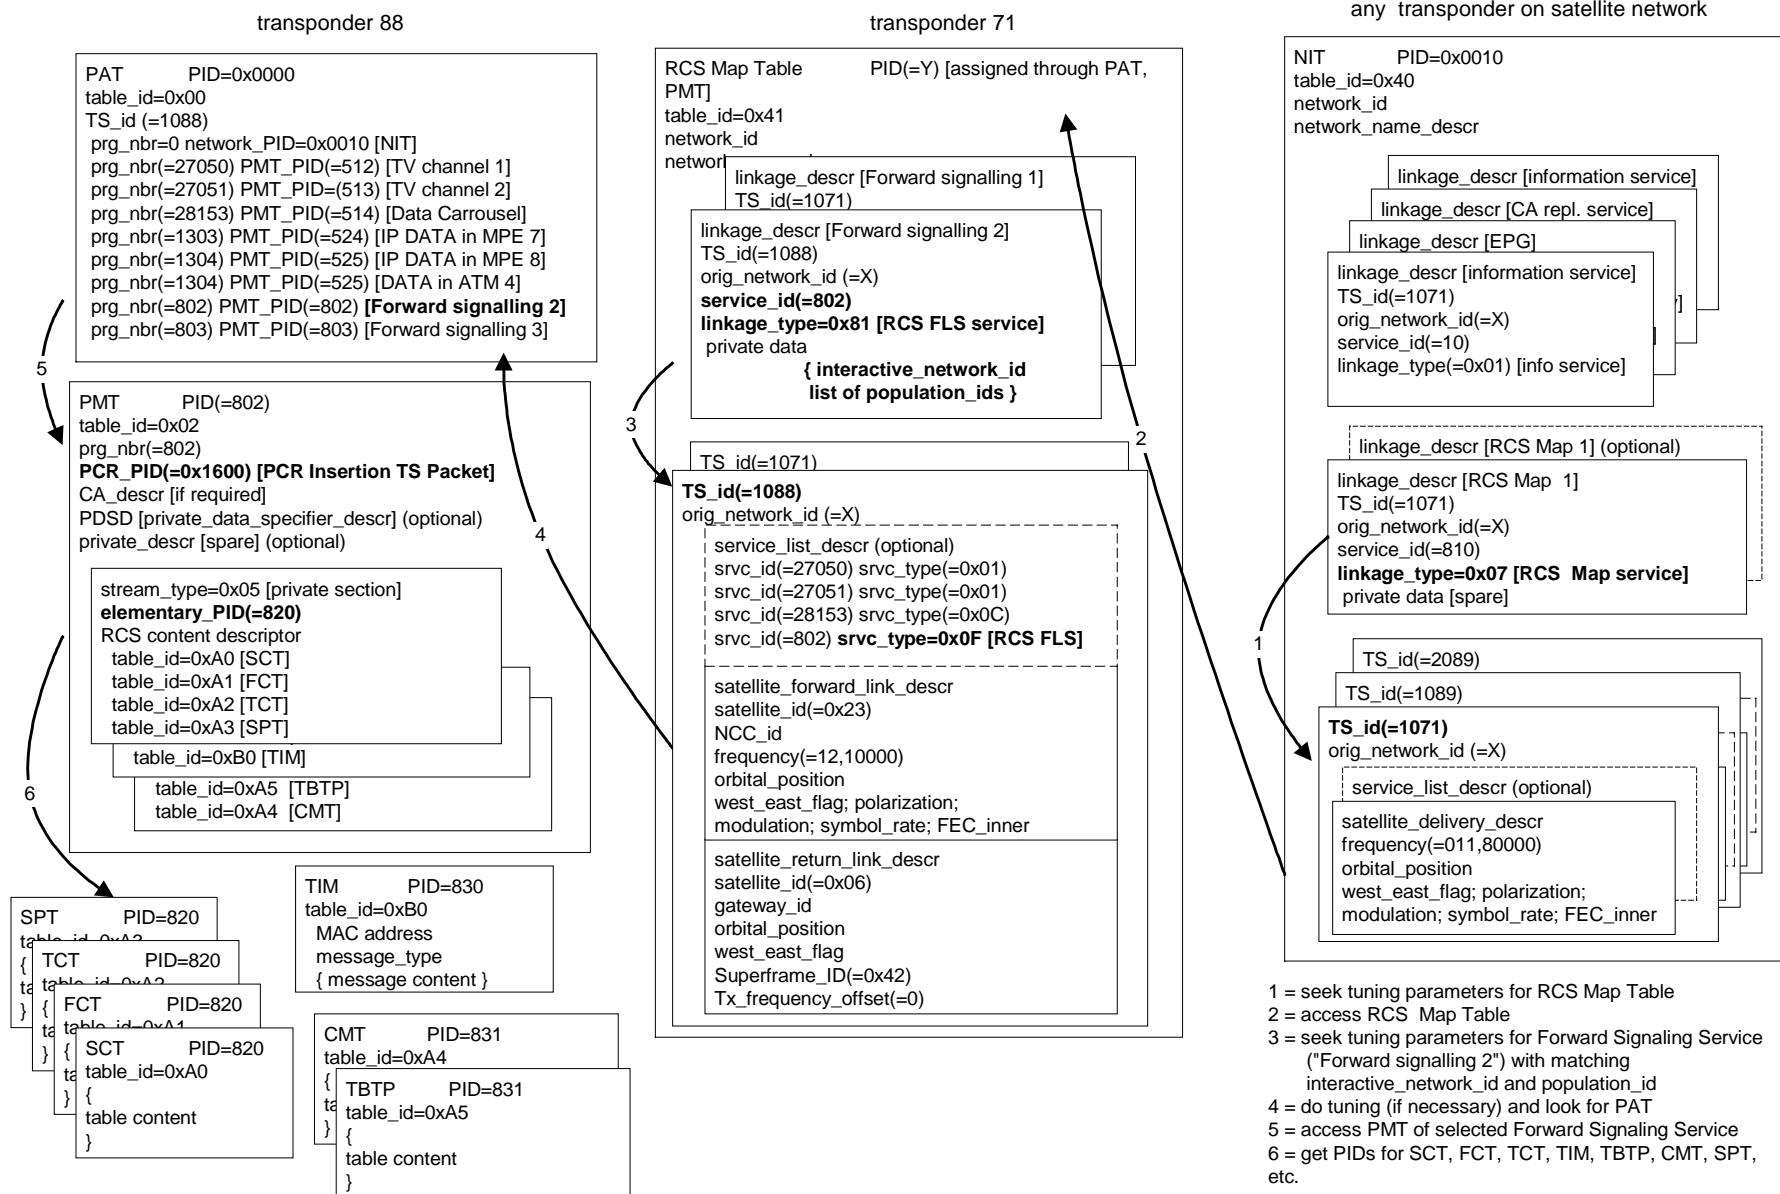 transponder 88
PAT PID=0x0000
table_id=0x00
TS_id (=1088)
prg_nbr=0 network_PID=0x0010 [NIT]
prg_nbr(=27050) PMT_PID(=512) [TV channel 1]
prg_nbr(=27051) PMT_PID=(513) [TV channel 2]
prg_nbr(=28153) PMT_PID(=514) [Data Carrousel]
prg_nbr(=1303) PMT_PID(=524) [IP DATA in MPE 7]
prg_nbr(=1304) PMT_PID(=525) [IP DATA in MPE 8]
prg_nbr(=1304) PMT_PID(=525) [DATA in ATM 4]
prg_nbr(=802) PMT_PID(=802) [Forward signalling 2]
prg_nbr(=803) PMT_PID(=803) [Forward signalling 3]
5
PMT PID(=802)
table_id=0x02
prg_nbr(=802)
PCR_PID(=0x1600) [PCR Insertion TS Packet]
CA_descr [if required]
PDSD [private_data_specifier_descr] (optional)
private_descr [spare] (optional)
stream_type=0x05 [private section]
elementary_PID(=820)
RCS content descriptor
table_id=0xA0 [SCT]
table_id=0xA1 [FCT]
table_id=0xA2 [TCT]
table_id=0xA3 [SPT]
table_id=0xB0 [TIM]
table_id=0xA5 [TBTP]
table_id=0xA4 [CMT]
6
SPT PID=820
{
}
TCT PID=820
{
}
FCT PID=820
table_id=0xA1
{
}
SCT PID=820
table_id=0xA0
{
table content
}
TIM PID=830
table_id=0xB0
MAC address
message_type
{ message content }
CMT PID=831
table_id=0xA4
{
}
TBTP PID=831
table_id=0xA5
{
table content
}
transponder 71
RCS Map Table PID(=Y) [assigned through PAT,
PMT]
table_id=0x41
network_id
linkage_descr [Forward signalling 1]
TS_id(=1071)
linkage_descr [Forward signalling 2]
TS_id(=1088)
orig_network_id (=X)
service_id(=802)
linkage_type=0x81 [RCS FLS service]
private data
{ interactive_network_id
list of population_ids }
3
4
2
TS_id(=1071)
TS_id(=1088)
orig_network_id (=X)
service_list_descr (optional)
srvc_id(=27050) srvc_type(=0x01)
srvc_id(=27051) srvc_type(=0x01)
srvc_id(=28153) srvc_type(=0x0C)
srvc_id(=802) srvc_type=0x0F [RCS FLS]
satellite_forward_link_descr
satellite_id(=0x23)
NCC_id
frequency(=12,10000)
orbital_position
west_east_flag; polarization;
modulation; symbol_rate; FEC_inner
satellite_return_link_descr
satellite_id(=0x06)
gateway_id
orbital_position
west_east_flag
Superframe_ID(=0x42)
Tx_frequency_offset(=0)
any transponder on satellite network
NIT PID=0x0010
table_id=0x40
network_id
network_name_descr
linkage_descr [information service]
linkage_descr [CA repl. service]
linkage_descr [EPG]
linkage_descr [information service]
TS_id(=1071)
orig_network_id(=X)
service_id(=10)
linkage_type(=0x01) [info service]
linkage_descr [RCS Map 1] (optional)
linkage_descr [RCS Map 1]
TS_id(=1071)
orig_network_id(=X)
service_id(=810)
linkage_type=0x07 [RCS Map service]
private data [spare]
1
TS_id(=2089)
TS_id(=1089)
TS_id(=1071)
orig_network_id (=X)
service_list_descr (optional)
satellite_delivery_descr
frequency(=011,80000)
orbital_position
west_east_flag; polarization;
modulation; symbol_rate; FEC_inner
1 = seek tuning parameters for RCS Map Table
2 = access RCS Map Table
3 = seek tuning parameters for Forward Signaling Service
("Forward signalling 2") with matching
interactive_network_id and population_id
4 = do tuning (if necessary) and look for PAT
5 = access PMT of selected Forward Signaling Service
6 = get PIDs for SCT, FCT, TCT, TIM, TBTP, CMT, SPT,
etc.